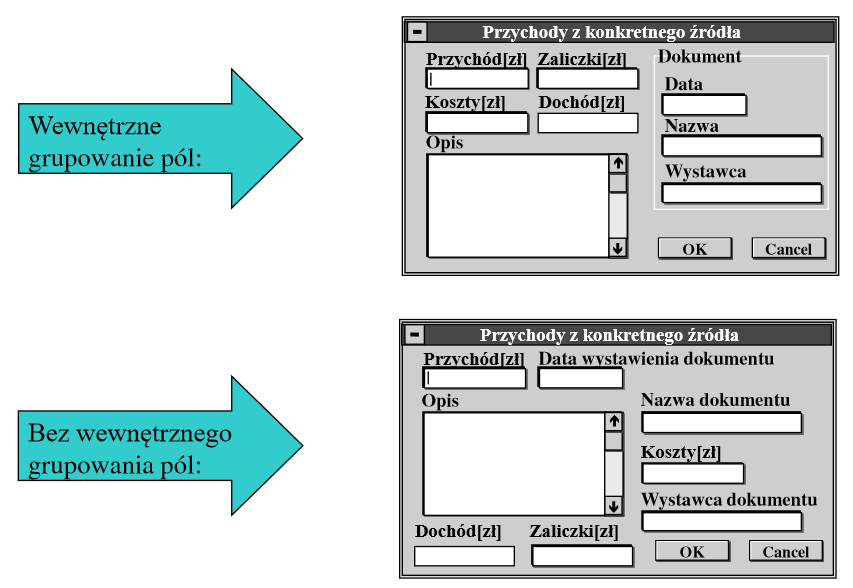 Wewnętrzne
grupowanie pól:
Przychody z konkretnego źródła
Przychód[zł] Zaliczki[zł]
Koszty[zł] Dochód[zł]
Opis
Dokument
Data
Nazwa
Wystawca
OK Cancel
Bez wewnętrznego
grupowania pól:
Przychody z konkretnego źródła
Przychód[zł] Data wystawienia dokumentu
Opis
Nazwa dokumentu
Koszty[zł]
Wystawca dokumentu
Dochód[zł] Zaliczki[zł]
OK Cancel